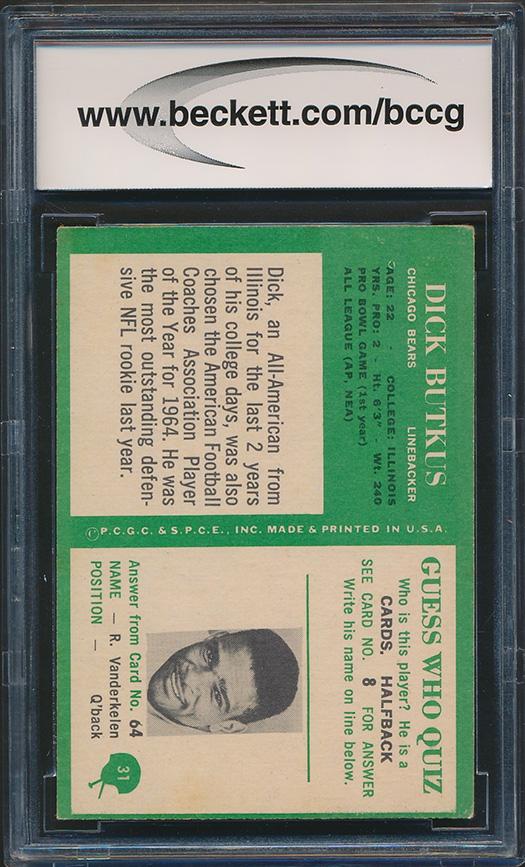 www.beckett.com/bccg
DICK BUTKUS
CHICAGO BEARS LINEBACKER
AGE: 22 - COLLEGE: ILLINOIS
YRS. PRO: 2 - Ht. 6'3" - Wt. 240
PRO BOWL GAME (1st year)
ALL LEAGUE (AP, NEA)
Dick, an All-American from
Illinois for the last 2 years
of his college days, was also
chosen the American Football
Coaches Association Player
of the Year for 1964. He was
the most outstanding defen-
sive NFL rookie last year.
©P.C.G.C. & S.P.C.E., INC. MADE & PRINTED IN U.S.A.
GUESS WHO QUIZ
Who is this player? He is a
CARDS, HALFBACK
SEE CARD NO. 8 FOR ANSWER
Write his name on line below.
Answer from Card No. 64
NAME — R. Vanderkelen
POSITION — Q'back
31